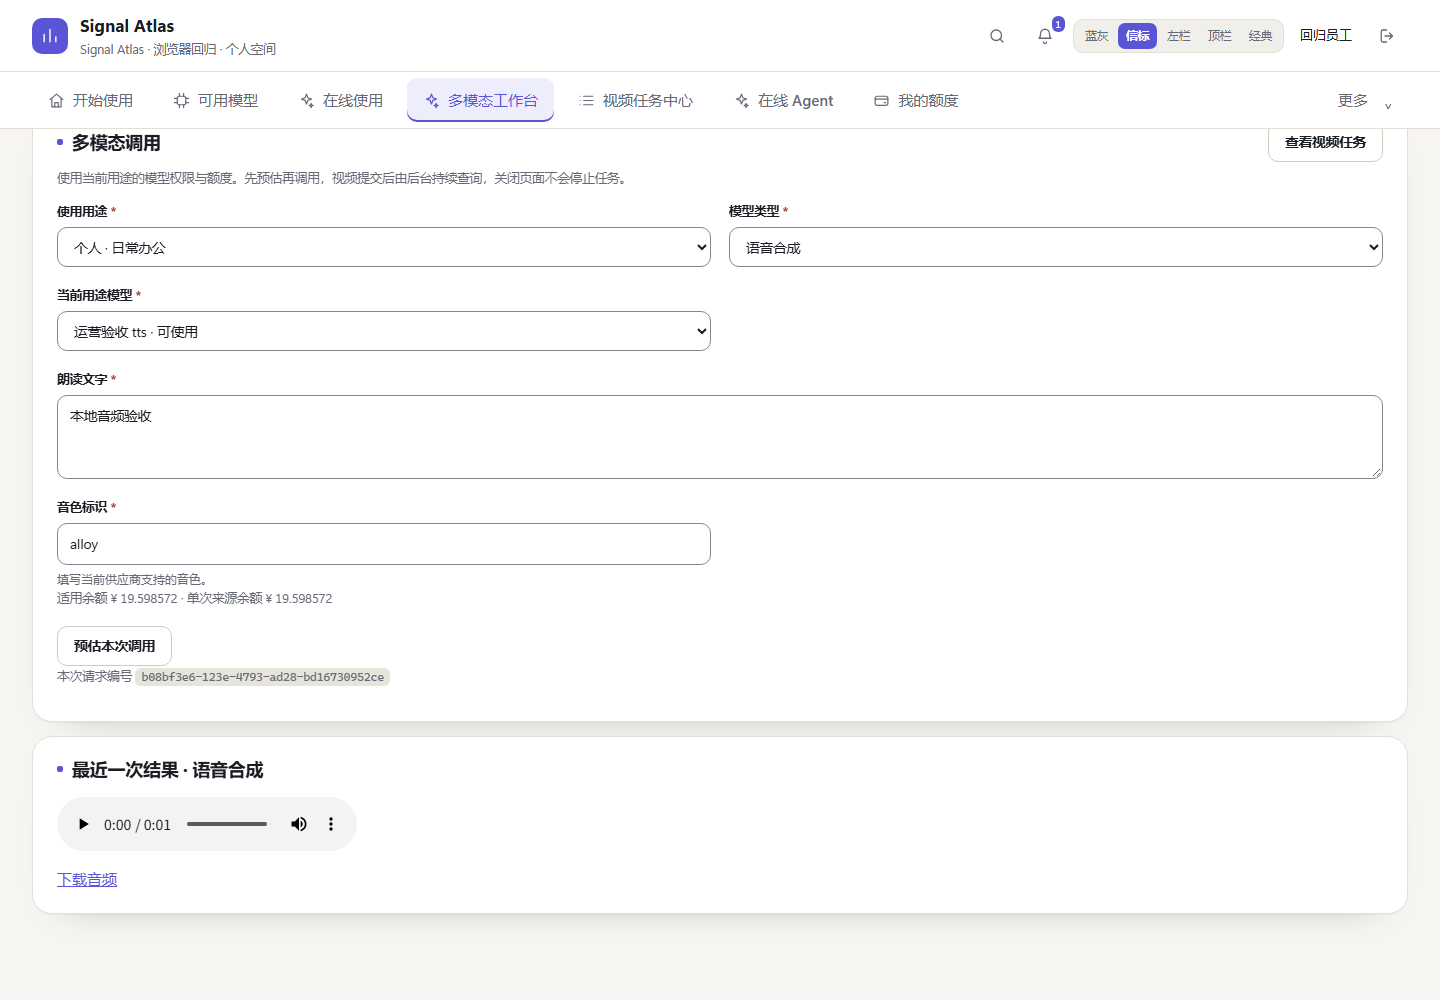 Signal Atlas
Signal Atlas · 浏览器回归 · 个人空间
1
蓝灰 信标 左栏 顶栏 经典
回归员工
开始使用 可用模型 在线使用 多模态工作台 视频任务中心 在线 Agent 我的额度 更多
多模态调用
查看视频任务
使用当前用途的模型权限与额度。先预估再调用，视频提交后由后台持续查询，关闭页面不会停止任务。
使用用途 * 模型类型 *
个人 · 日常办公 语音合成
当前用途模型 *
运营验收 tts · 可使用
朗读文字 *
本地音频验收
音色标识 *
alloy
填写当前供应商支持的音色。
适用余额 ¥ 19.598572 · 单次来源余额 ¥ 19.598572
预估本次调用
本次请求编号 b08bf3e6-123e-4793-ad28-bd16730952ce
最近一次结果 · 语音合成
0:00 / 0:01
下载音频